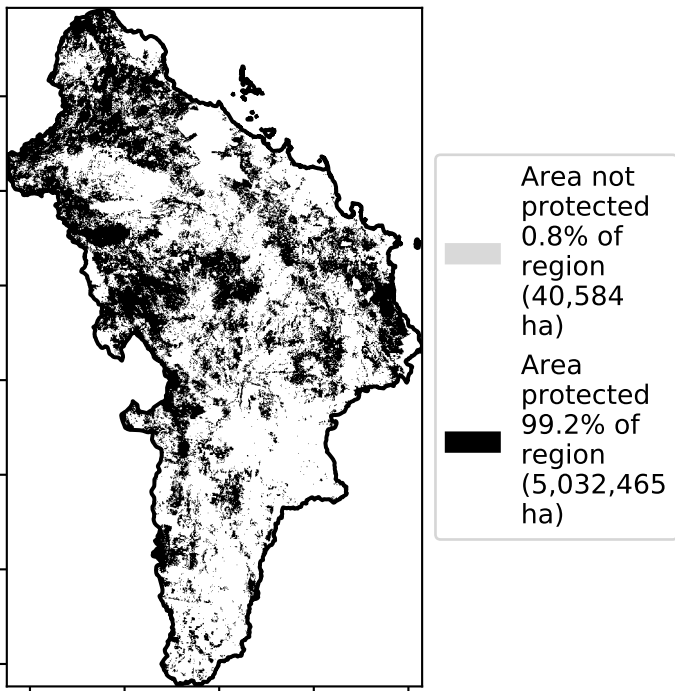 Area not
protected
0.8% of
region
(40,584
ha)
Area
protected
99.2% of
region
(5,032,465
ha)